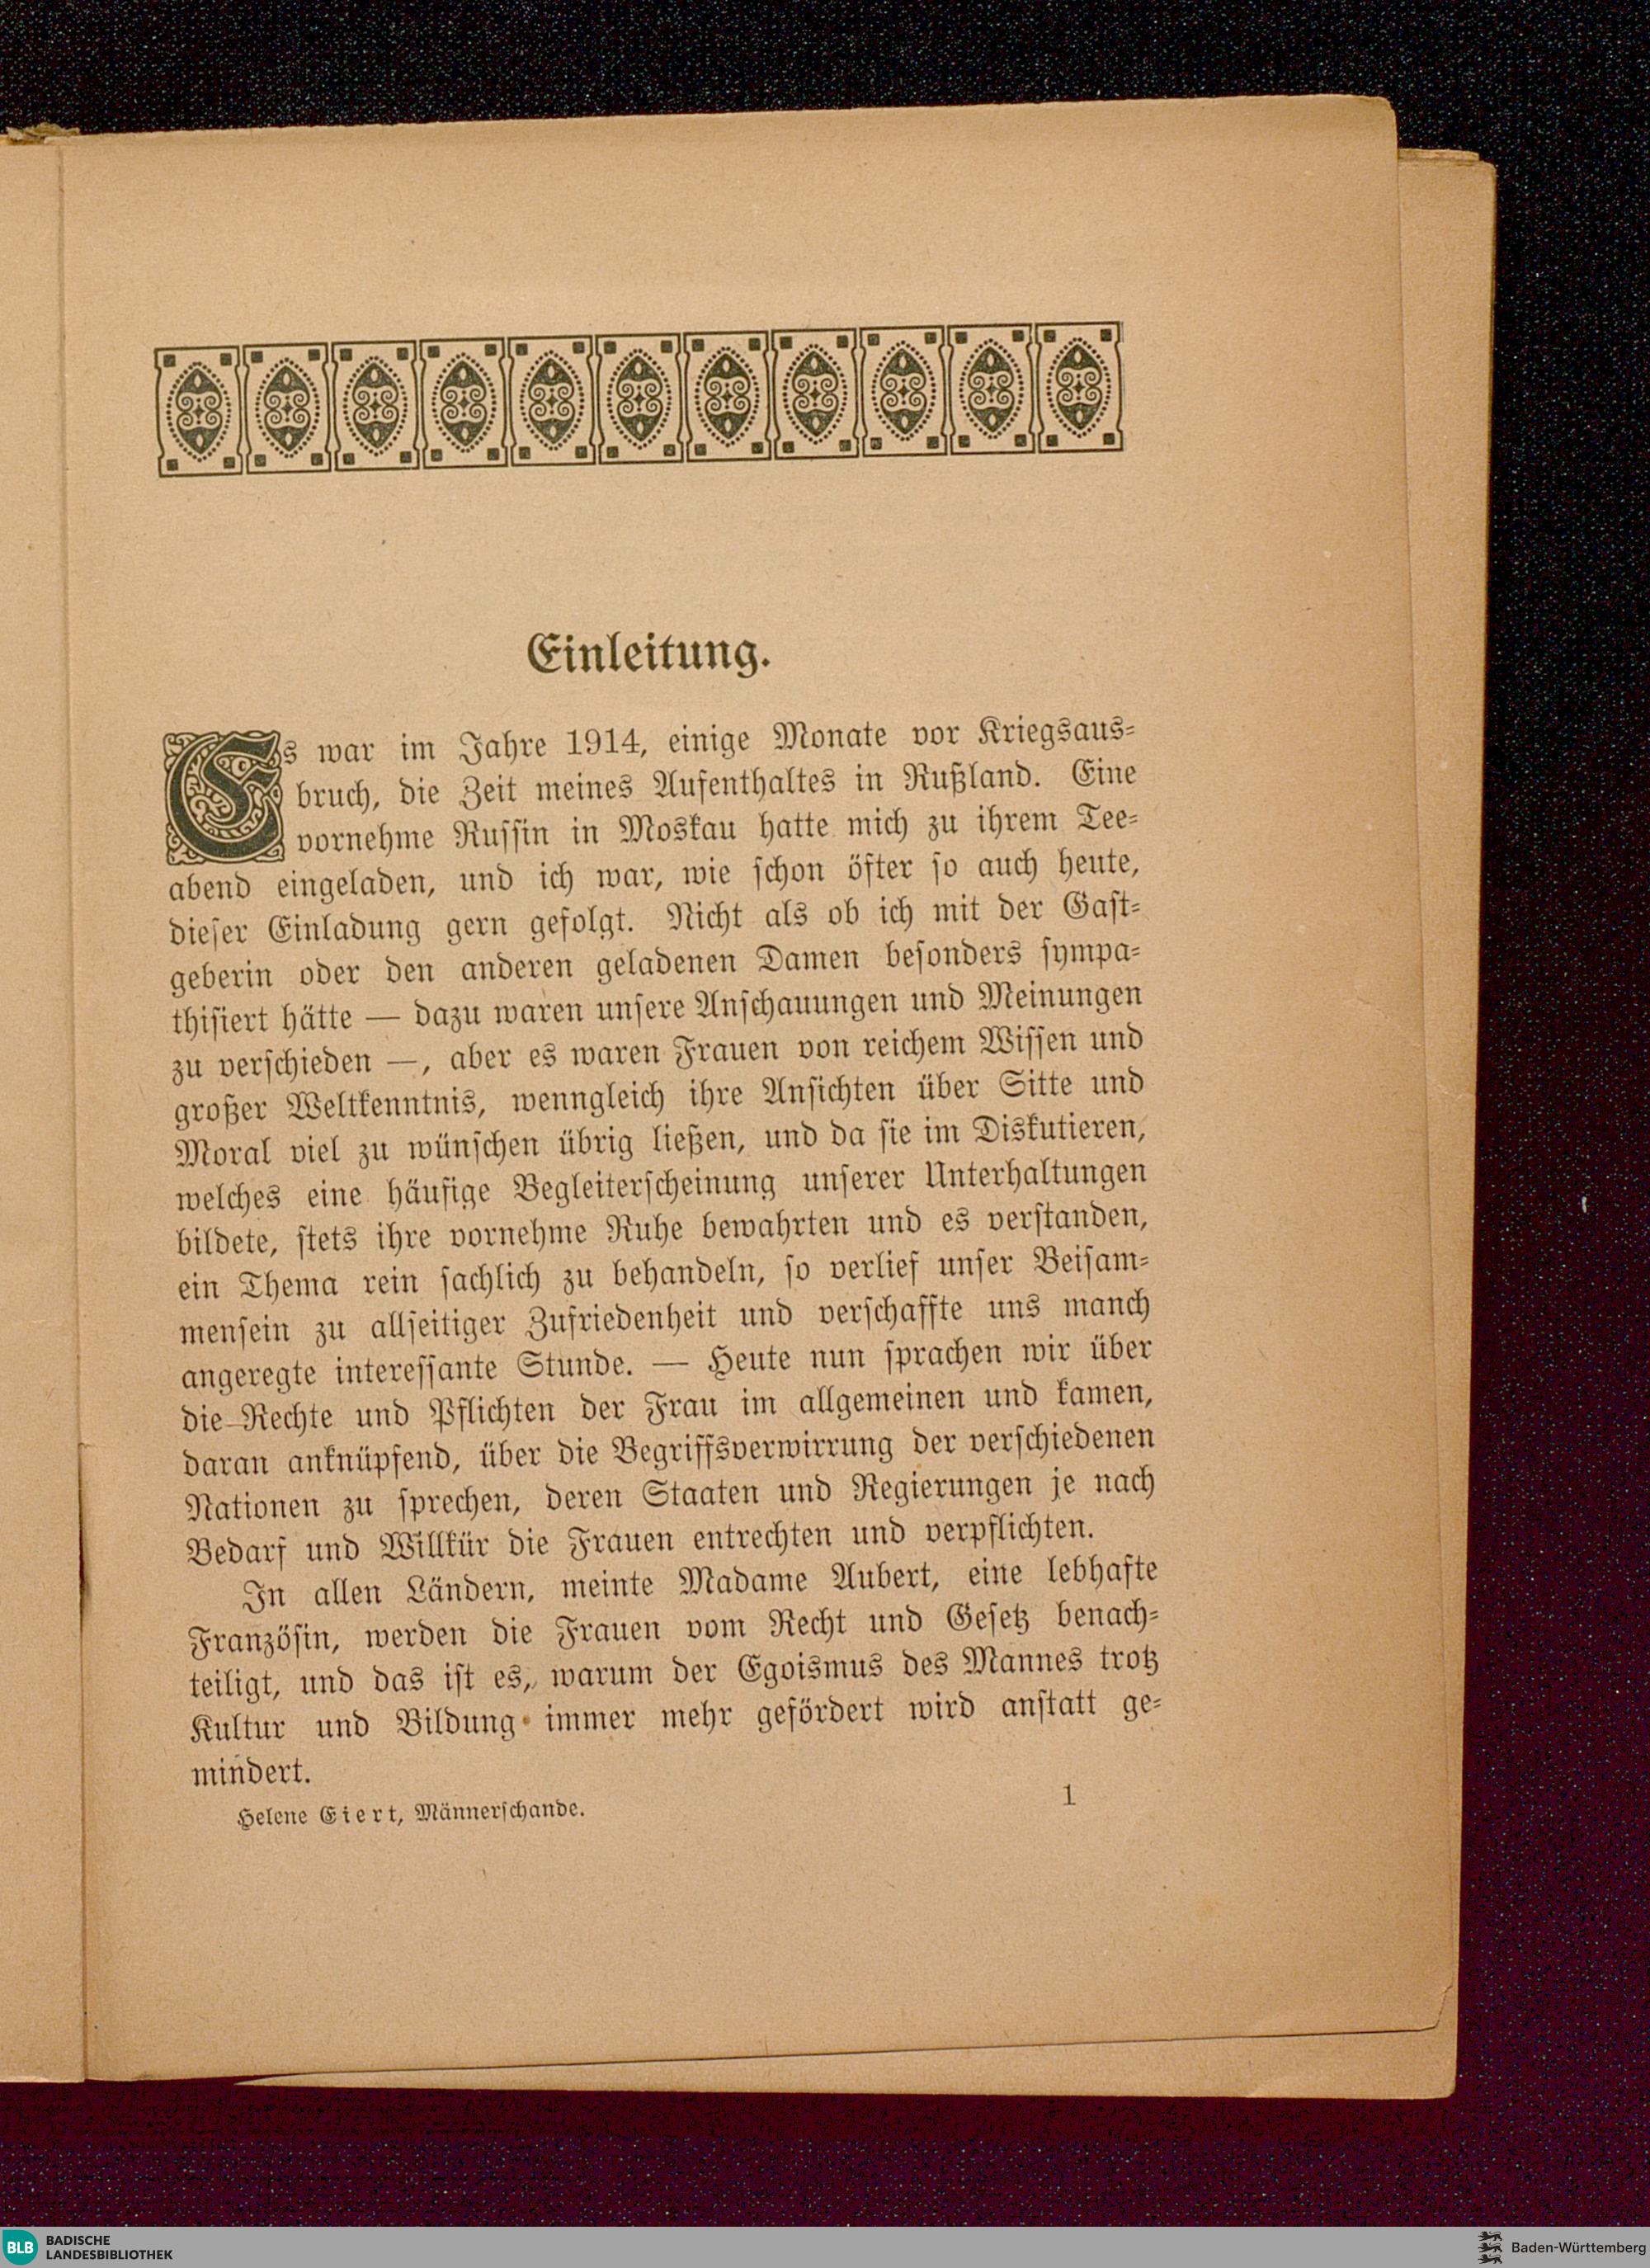 Einleitung.
Es war im Jahre 1914, einige Monate vor Kriegsaus-
bruch, die Zeit meines Aufenthaltes in Rußland. Eine
vornehme Russin in Moskau hatte mich zu ihrem Tee-
abend eingeladen, und ich war, wie schon öfter so auch heute,
dieser Einladung gern gefolgt. Nicht als ob ich mit der Gast-
geberin oder den anderen geladenen Damen besonders sympa-
thisiert hätte — dazu waren unsere Anschauungen und Meinungen
zu verschieden —, aber es waren Frauen von reichem Wissen und
großer Weltkenntnis, wenngleich ihre Ansichten über Sitte und
Moral viel zu wünschen übrig ließen, und da sie im Diskutieren,
welches eine häufige Begleiterscheinung unserer Unterhaltungen
bildete, stets ihre vornehme Ruhe bewahrten und es verstanden,
ein Thema rein sachlich zu behandeln, so verlief unser Beisam-
mensein zu allseitiger Zufriedenheit und verschaffte uns manch
angeregte interessante Stunde. — Heute nun sprachen wir über
die Rechte und Pflichten der Frau im allgemeinen und kamen,
daran anknüpfend, über die Begriffsverwirrung der verschiedenen
Nationen zu sprechen, deren Staaten und Regierungen je nach
Bedarf und Willkür die Frauen entrechten und verpflichten.
In allen Ländern, meinte Madame Aubert, eine lebhafte
Französin, werden die Frauen vom Recht und Gesetz benach-
teiligt, und das ist es, warum der Egoismus des Mannes trotz
Kultur und Bildung immer mehr gefördert wird anstatt ge-
mindert.
Helene Eiert, Männerschande. 1
BLB BADISCHE
LANDESBIBLIOTHEK
Baden-Württemberg